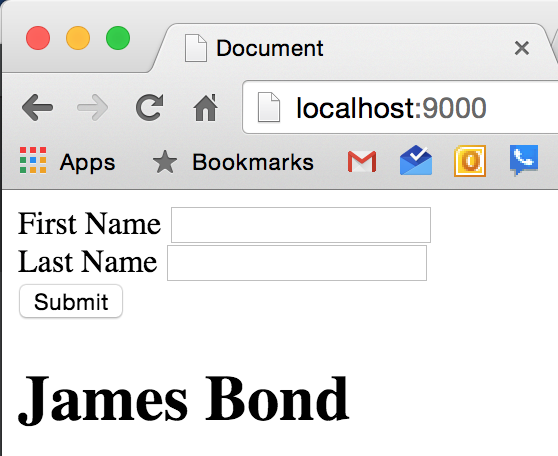 Document
localhost:9000
Apps Bookmarks
First Name
Last Name
Submit
James Bond